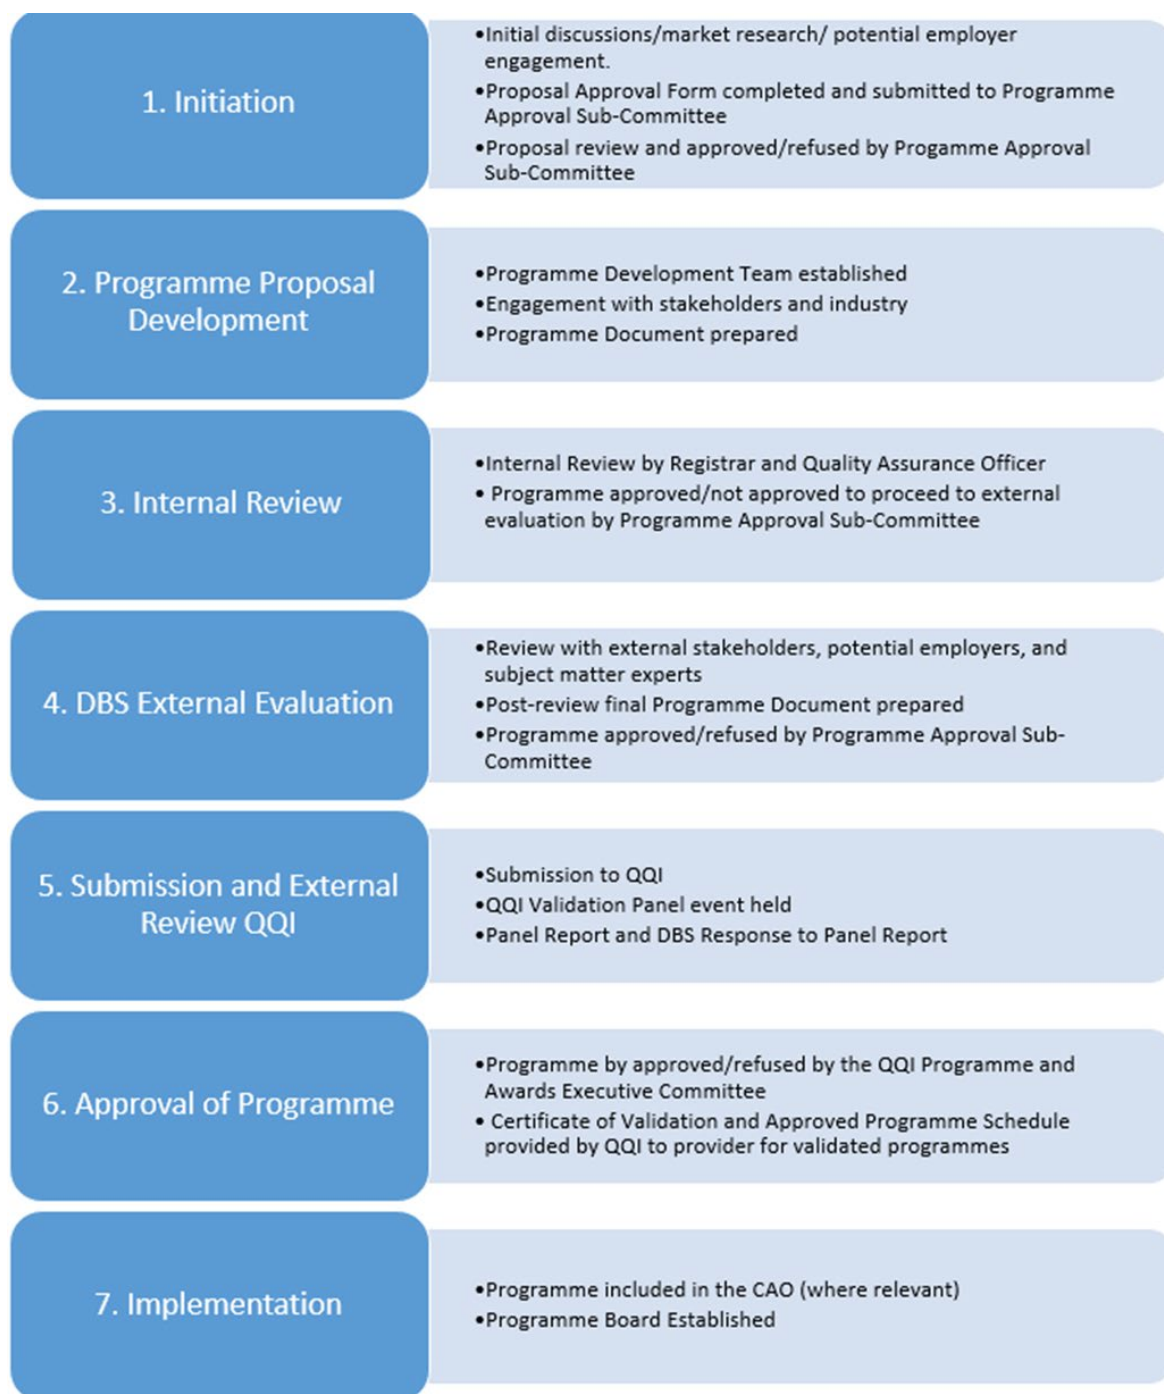 1. Initiation
•Initial discussions/market research/ potential employer
engagement.
•Proposal Approval Form completed and submitted to Programme
Approval Sub-Committee
•Proposal review and approved/refused by Progamme Approval
Sub-Committee
2. Programme Proposal
Development
•Programme Development Team established
•Engagement with stakeholders and industry
•Programme Document prepared
3. Internal Review
•Internal Review by Registrar and Quality Assurance Officer
• Programme approved/not approved to proceed to external
evaluation by Programme Approval Sub-Committee
4. DBS External Evaluation
•Review with external stakeholders, potential employers, and
subject matter experts
•Post-review final Programme Document prepared
•Programme approved/refused by Programme Approval Sub-
Committee
5. Submission and External
Review QQI
•Submission to QQI
•QQI Validation Panel event held
•Panel Report and DBS Response to Panel Report
6. Approval of Programme
•Programme by approved/refused by the QQI Programme and
Awards Executive Committee
• Certificate of Validation and Approved Programme Schedule
provided by QQI to provider for validated programmes
7. Implementation
•Programme included in the CAO (where relevant)
•Programme Board Established